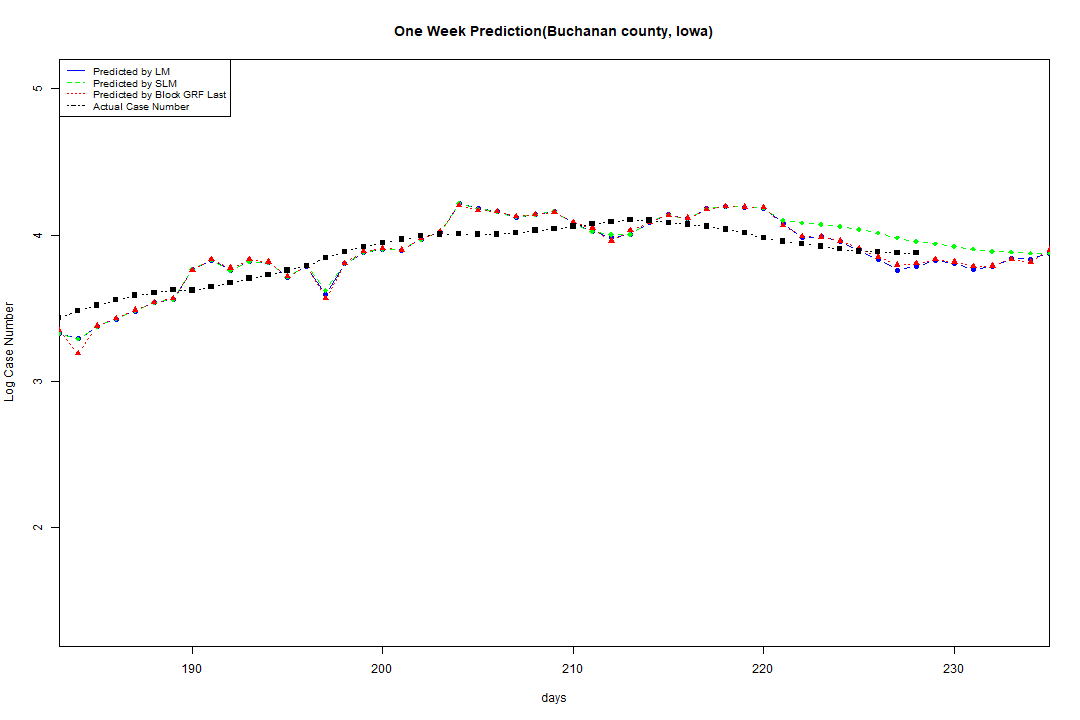 One Week Prediction(Buchanan county, Iowa)
Predicted by LM
Predicted by SLM
Predicted by Block GRF Last
Actual Case Number
5
4
3
2
Log Case Number
190 200 210 220 230
days